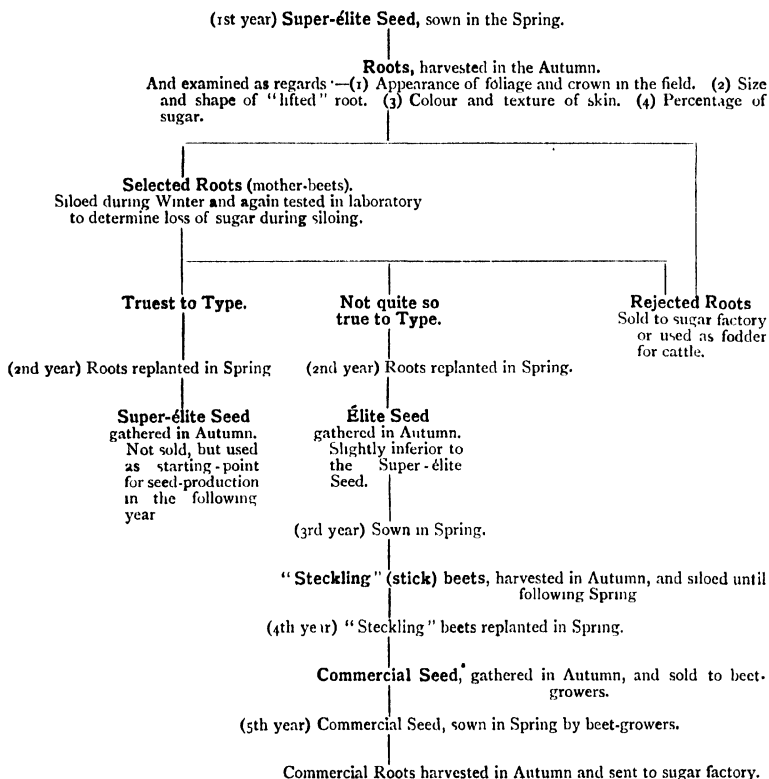 (1st year) Super-élite Seed, sown in the Spring.
Roots, harvested in the Autumn.
And examined as regards :—(1) Appearance of foliage and crown in the field. (2) Size
and shape of "lifted" root. (3) Colour and texture of skin. (4) Percentage of
sugar.
Selected Roots (mother-beets).
Siloed during Winter and again tested in laboratory
to determine loss of sugar during siloing.
Truest to Type.
Not quite so
true to Type.
Rejected Roots
Sold to sugar factory
or used as fodder
for cattle.
(2nd year) Roots replanted in Spring
(2nd year) Roots replanted in Spring.
Super-élite Seed
gathered in Autumn.
Not sold, but used
as starting-point
for seed-production
in the following
year
Élite Seed
gathered in Autumn.
Slightly inferior to
the Super-élite
Seed.
(3rd year) Sown in Spring.
"Steckling" (stick) beets, harvested in Autumn, and siloed until
following Spring
(4th year) "Steckling" beets replanted in Spring.
Commercial Seed, gathered in Autumn, and sold to beet-
growers.
(5th year) Commercial Seed, sown in Spring by beet-growers.
Commercial Roots harvested in Autumn and sent to sugar factory.